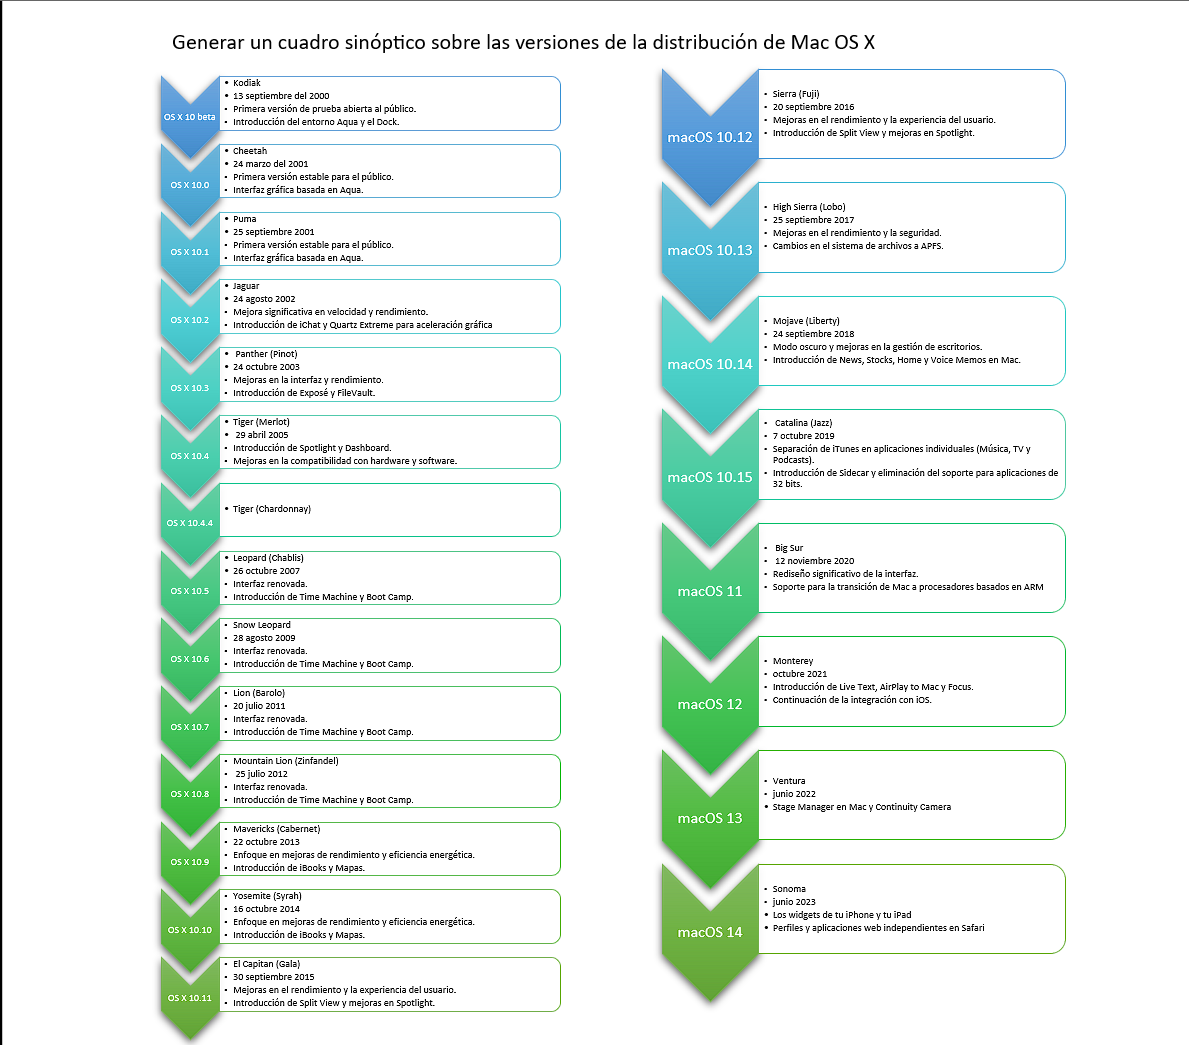 Generar un cuadro sinóptico sobre las versiones de la distribución de Mac OS X
OS X 10 beta
• Kodiak
• 13 septiembre del 2000
• Primera versión de prueba abierta al público.
• Introducción del entorno Aqua y el Dock.
OS X 10.0
• Cheetah
• 24 marzo del 2001
• Primera versión estable para el público.
• Interfaz gráfica basada en Aqua.
OS X 10.1
• Puma
• 25 septiembre 2001
• Primera versión estable para el público.
• Interfaz gráfica basada en Aqua.
OS X 10.2
• Jaguar
• 24 agosto 2002
• Mejora significativa en velocidad y rendimiento.
• Introducción de iChat y Quartz Extreme para aceleración gráfica
OS X 10.3
• Panther (Pinot)
• 24 octubre 2003
• Mejoras en la interfaz y rendimiento.
• Introducción de Exposé y FileVault.
OS X 10.4
• Tiger (Merlot)
• 29 abril 2005
• Introducción de Spotlight y Dashboard.
• Mejoras en la compatibilidad con hardware y software.
OS X 10.4.4
• Tiger (Chardonnay)
OS X 10.5
• Leopard (Chablis)
• 26 octubre 2007
• Interfaz renovada.
• Introducción de Time Machine y Boot Camp.
OS X 10.6
• Snow Leopard
• 28 agosto 2009
• Interfaz renovada.
• Introducción de Time Machine y Boot Camp.
OS X 10.7
• Lion (Barolo)
• 20 julio 2011
• Interfaz renovada.
• Introducción de Time Machine y Boot Camp.
OS X 10.8
• Mountain Lion (Zinfandel)
• 25 julio 2012
• Interfaz renovada.
• Introducción de Time Machine y Boot Camp.
OS X 10.9
• Mavericks (Cabernet)
• 22 octubre 2013
• Enfoque en mejoras de rendimiento y eficiencia energética.
• Introducción de iBooks y Mapas.
OS X 10.10
• Yosemite (Syrah)
• 16 octubre 2014
• Enfoque en mejoras de rendimiento y eficiencia energética.
• Introducción de iBooks y Mapas.
OS X 10.11
• El Capitan (Gala)
• 30 septiembre 2015
• Mejoras en el rendimiento y la experiencia del usuario.
• Introducción de Split View y mejoras en Spotlight.
macOS 10.12
• Sierra (Fuji)
• 20 septiembre 2016
• Mejoras en el rendimiento y la experiencia del usuario.
• Introducción de Split View y mejoras en Spotlight.
macOS 10.13
• High Sierra (Lobo)
• 25 septiembre 2017
• Mejoras en el rendimiento y la seguridad.
• Cambios en el sistema de archivos a APFS.
macOS 10.14
• Mojave (Liberty)
• 24 septiembre 2018
• Modo oscuro y mejoras en la gestión de escritorios.
• Introducción de News, Stocks, Home y Voice Memos en Mac.
macOS 10.15
• Catalina (Jazz)
• 7 octubre 2019
• Separación de iTunes en aplicaciones individuales (Música, TV y
Podcasts).
• Introducción de Sidecar y eliminación del soporte para aplicaciones de
32 bits.
macOS 11
• Big Sur
• 12 noviembre 2020
• Rediseño significativo de la interfaz.
• Soporte para la transición de Mac a procesadores basados en ARM
macOS 12
• Monterey
• octubre 2021
• Introducción de Live Text, AirPlay to Mac y Focus.
• Continuación de la integración con iOS.
macOS 13
• Ventura
• junio 2022
• Stage Manager en Mac y Continuity Camera
macOS 14
• Sonoma
• junio 2023
• Los widgets de tu iPhone y tu iPad
• Perfiles y aplicaciones web independientes en Safari